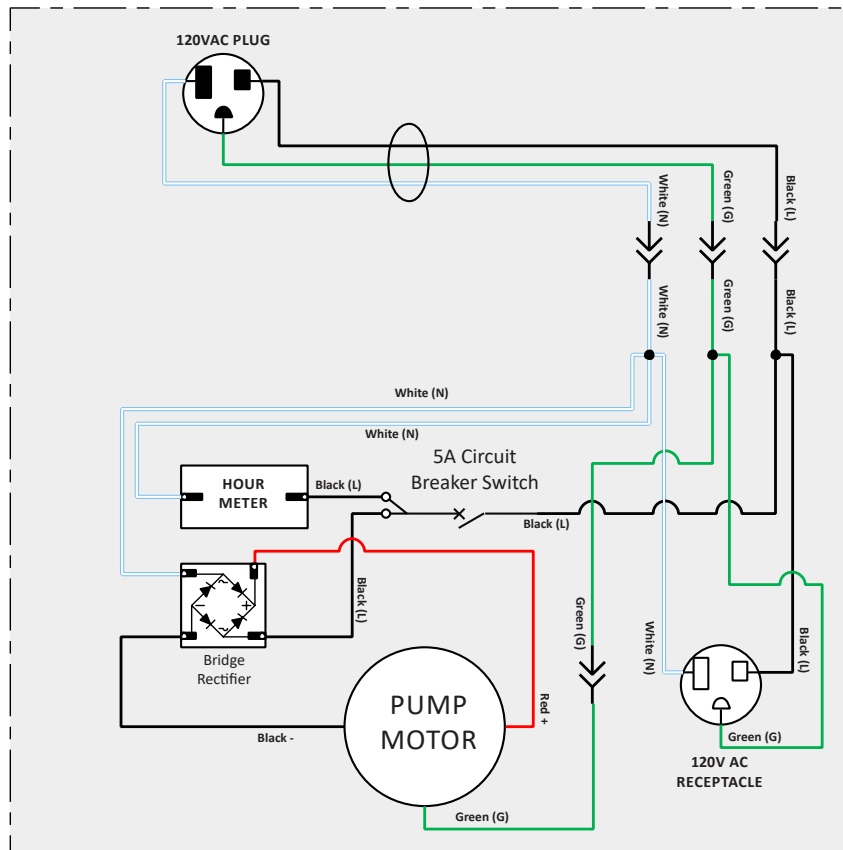 120VAC PLUG
White (N)
Green (G)
Black (L)
White (N)
Green (G)
Black (L)
White (N)
White (N)
5A Circuit
Breaker Switch
HOUR
METER
Black (L)
Black (L)
~
~
−
+
Bridge
Rectifier
Black (L)
Green (G)
White (N)
Black (L)
PUMP
MOTOR
Black -
Red +
Green (G)
Green (G)
120V AC
RECEPTACLE